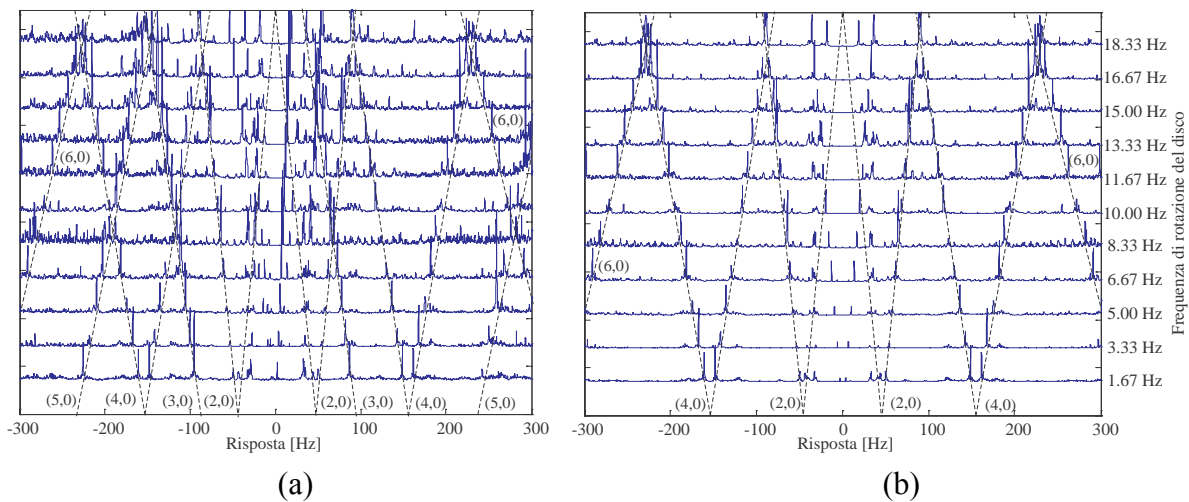 (6,0)
(6,0)
(5,0) (4,0) (3,0) (2,0) (2,0) (3,0) (4,0) (5,0)
-300 -200 -100 0 100 200 300
Risposta [Hz]
(a)
18.33 Hz
16.67 Hz
15.00 Hz
13.33 Hz
(6,0)
11.67 Hz
10.00 Hz
8.33 Hz
(6,0)
6.67 Hz
5.00 Hz
3.33 Hz
1.67 Hz
(4,0) (2,0) (2,0) (4,0)
-300 -200 -100 0 100 200 300
Risposta [Hz]
Frequenza di rotazione del disco
(b)